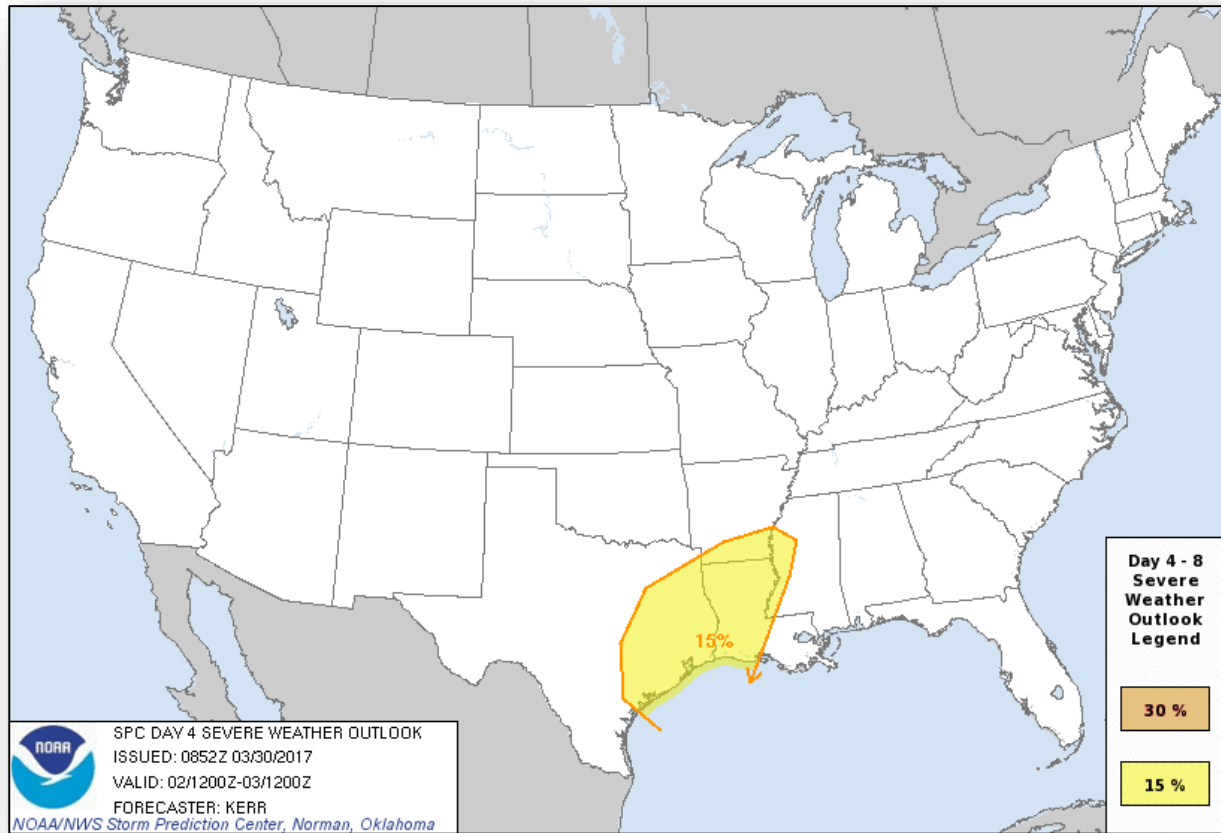 15%
Day 4 - 8
Severe
Weather
Outlook
Legend
30 %
15 %
NOAA
SPC DAY 4 SEVERE WEATHER OUTLOOK
ISSUED: 0852Z 03/30/2017
VALID: 02/1200Z-03/1200Z
FORECASTER: KERR
NOAA/NWS Storm Prediction Center, Norman, Oklahoma